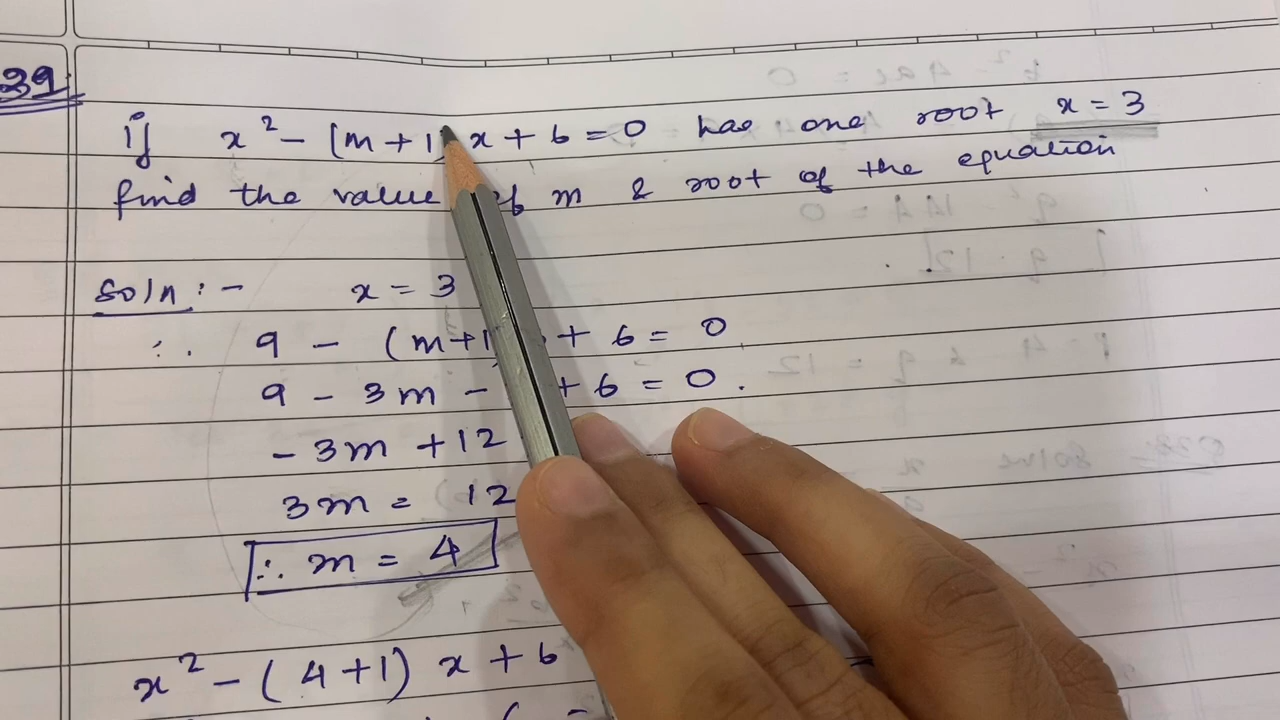 39
If x² - (m+1) x + 6 = 0 has one root x = 3
find the value of m & root of the equation
Soln :- x = 3
∴ 9 - (m+1 + 6 = 0
9 - 3m - + 6 = 0 .
- 3m + 12
3m = 12
∴ m = 4
x² - (4+1) x + 6